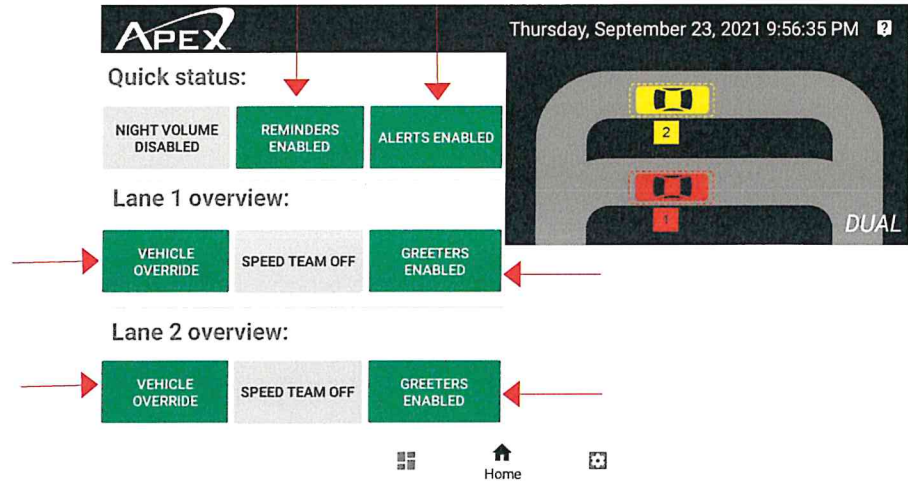 APEX
Thursday, September 23, 2021 9:56:35 PM
Quick status:
NIGHT VOLUME
DISABLED
REMINDERS
ENABLED
ALERTS ENABLED
2
1
DUAL
Lane 1 overview:
VEHICLE
OVERRIDE
SPEED TEAM OFF
GREETERS
ENABLED
Lane 2 overview:
VEHICLE
OVERRIDE
SPEED TEAM OFF
GREETERS
ENABLED
Home